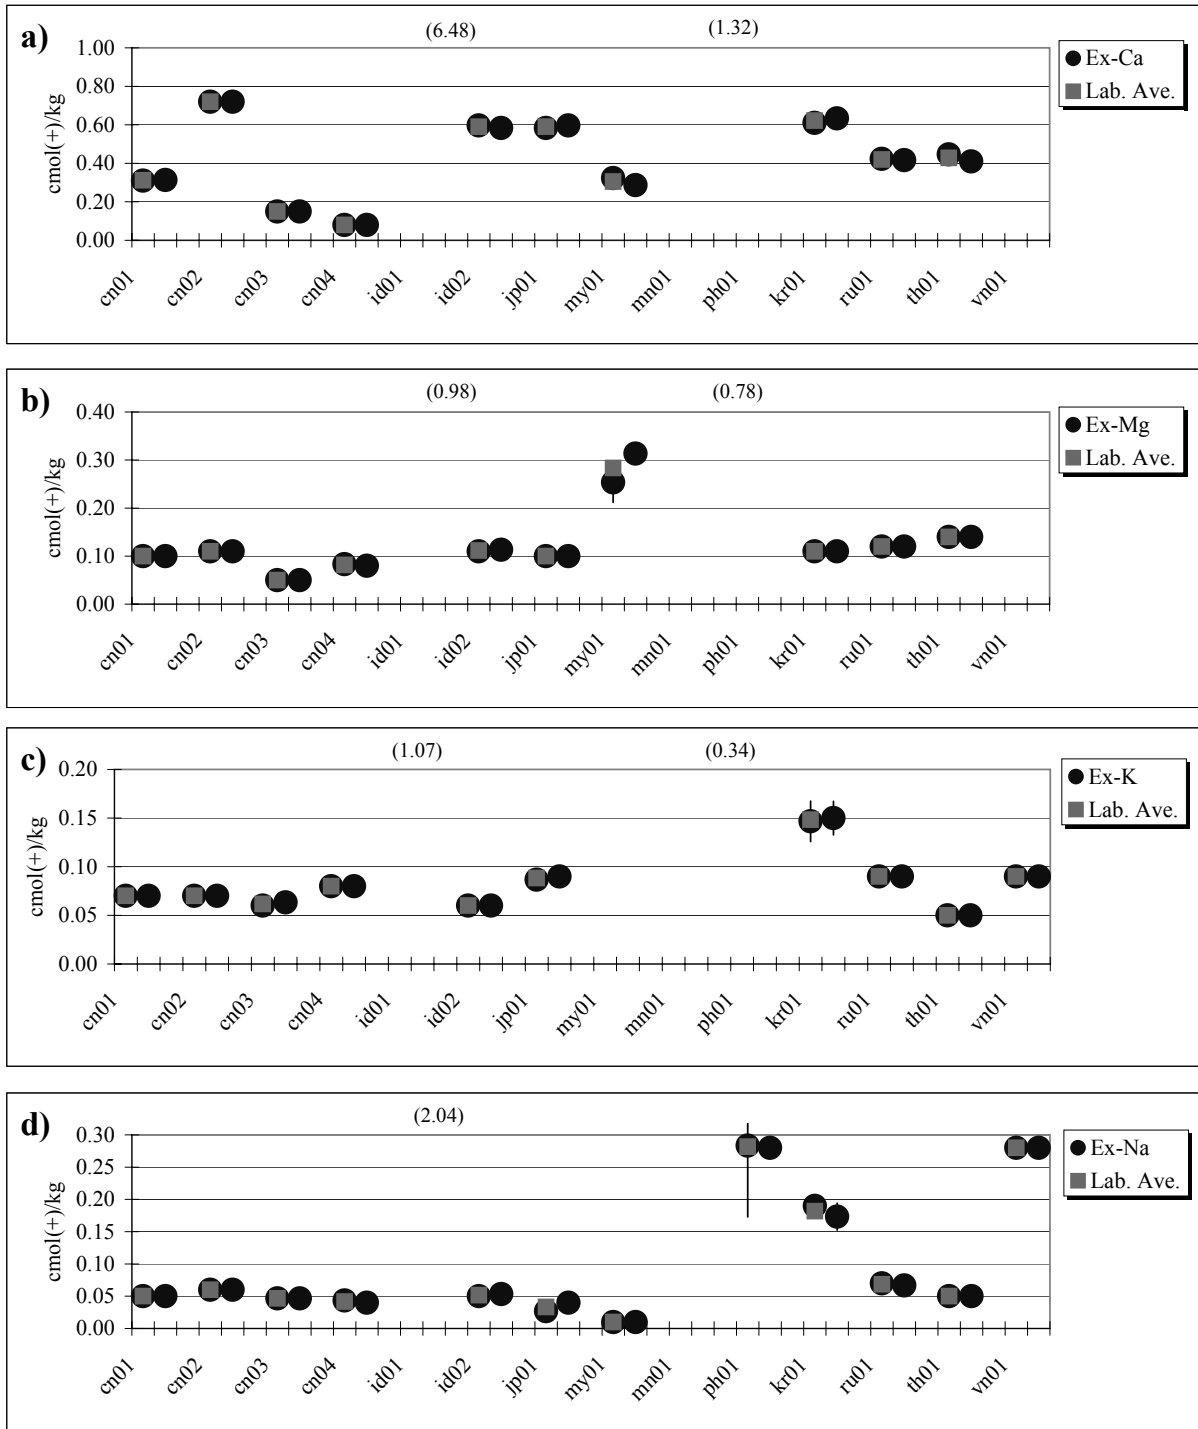 a)
(6.48) (1.32)
cmol(+)/kg
1.00
0.80
0.60
0.40
0.20
0.00
cn01 cn02 cn03 cn04 id01 id02 jp01 my01 mn01 ph01 kr01 ru01 th01 vn01
Ex-Ca
Lab. Ave.
b)
(0.98) (0.78)
cmol(+)/kg
0.40
0.30
0.20
0.10
0.00
cn01 cn02 cn03 cn04 id01 id02 jp01 my01 mn01 ph01 kr01 ru01 th01 vn01
Ex-Mg
Lab. Ave.
c)
(1.07) (0.34)
cmol(+)/kg
0.20
0.15
0.10
0.05
0.00
cn01 cn02 cn03 cn04 id01 id02 jp01 my01 mn01 ph01 kr01 ru01 th01 vn01
Ex-K
Lab. Ave.
d)
(2.04)
cmol(+)/kg
0.30
0.25
0.20
0.15
0.10
0.05
0.00
cn01 cn02 cn03 cn04 id01 id02 jp01 my01 mn01 ph01 kr01 ru01 th01 vn01
Ex-Na
Lab. Ave.